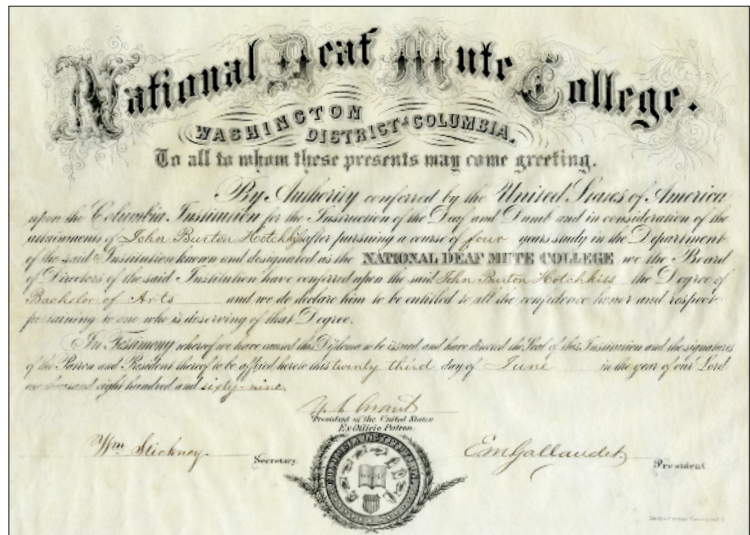 National Deaf Mute College.
WASHINGTON
DISTRICT of COLUMBIA.
To all to whom these presents may come greeting.
By Authority conferred by the United States of America
upon the Columbia Institution for the Instruction of the Deaf and Dumb and in consideration of the
attainments of John Burton Hotchkiss after pursuing a course of four years study in the Department
of the said Institution known and designated as the NATIONAL DEAF MUTE COLLEGE we the Board
of Directors of the said Institution have conferred upon the said John Burton Hotchkiss the Degree of
Bachelor of Arts and we do declare him to be entitled to all the confidence honor and respect
pertaining to one who is deserving of that Degree.
In Testimony whereof we have caused this Diploma to be issued, and have directed the Seal of this Institution and the signatures
of the Patron and President thereof to be affixed hereto this twenty third day of June in the year of our Lord
one thousand eight hundred and sixty-nine.
U. S. Grant
President of the United States
Ex-Officio Patron.
Wm Stickney. Secretary. E M Gallaudet President